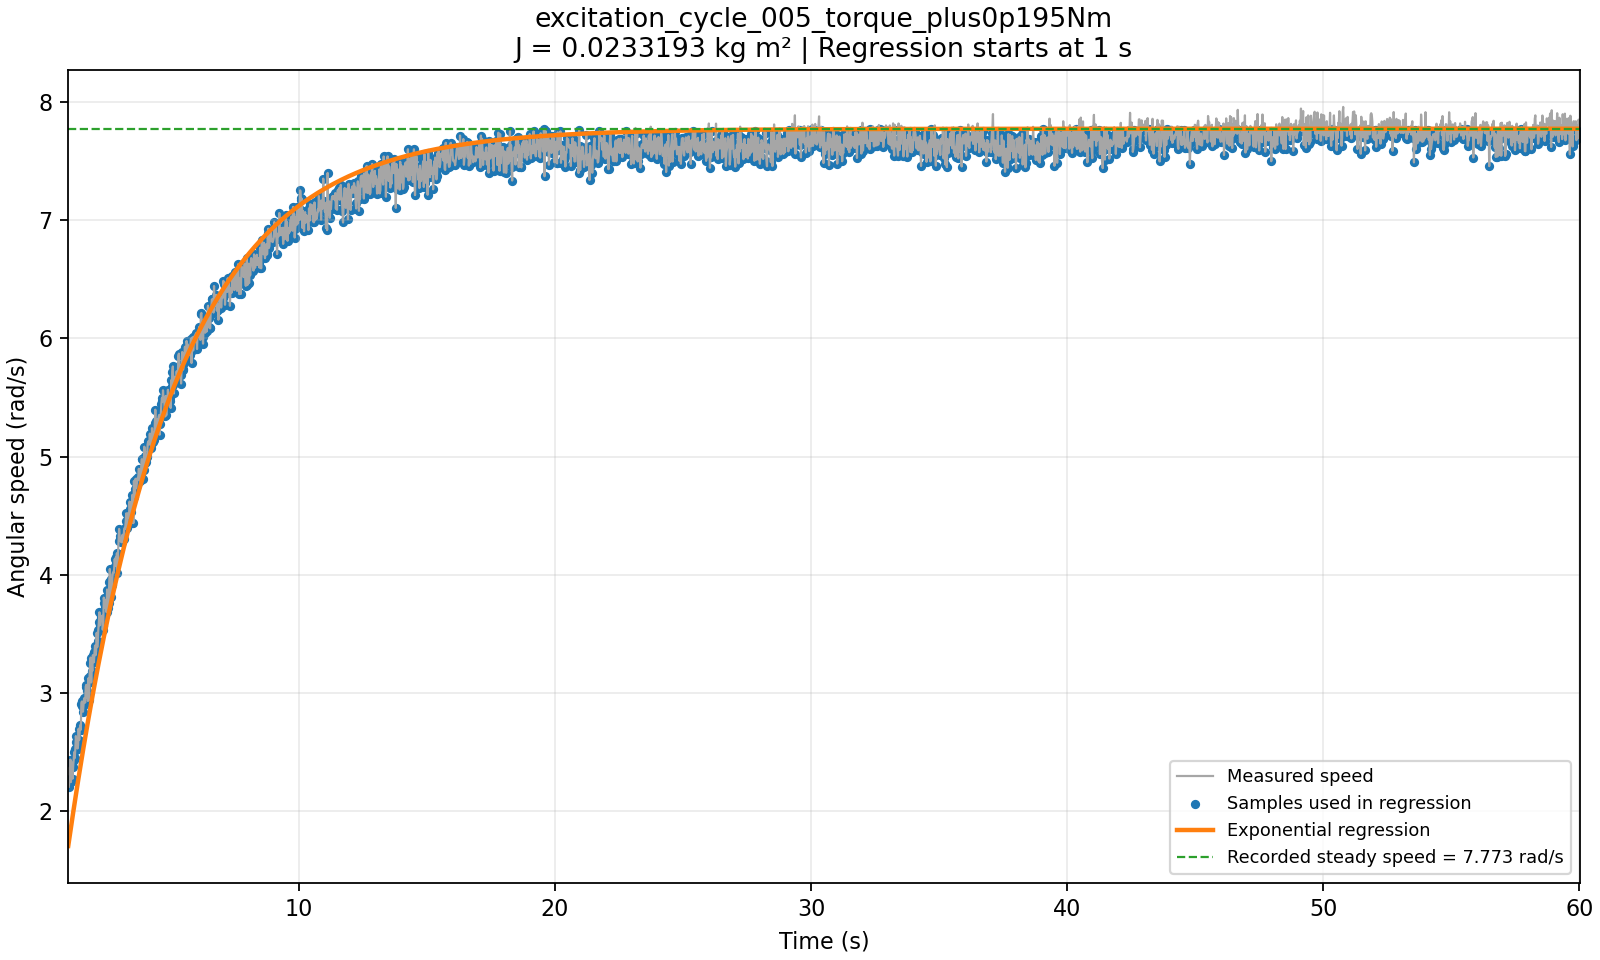 excitation_cycle_005_torque_plus0p195Nm
J = 0.0233193 kg m² | Regression starts at 1 s
8
7
6
5
4
3
2
Angular speed (rad/s)
Measured speed
Samples used in regression
Exponential regression
Recorded steady speed = 7.773 rad/s
10
20
30
40
50
60
Time (s)